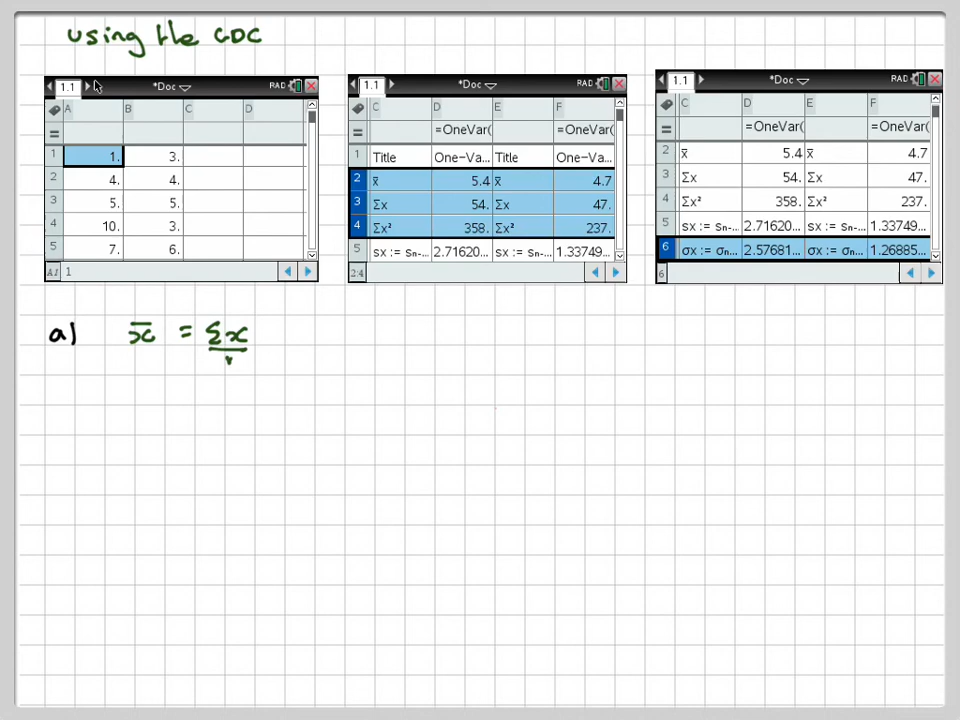 using the GDC
1.1 *Doc RAD
A B C D
=
1 1. 3.
2 4. 4.
3 5. 5.
4 10. 3.
5 7. 6.
A1 1
1.1 *Doc RAD
C D E F
= =OneVar( =OneVar(
1 Title One-Va... Title One-Va...
2 x̄ 5.4 x̄ 4.7
3 Σx 54. Σx 47.
4 Σx² 358. Σx² 237.
5 sx := sn-... 2.71620... sx := sn-... 1.33749...
2:4
1.1 *Doc RAD
C D E F
= =OneVar( =OneVar(
2 x̄ 5.4 x̄ 4.7
3 Σx 54. Σx 47.
4 Σx² 358. Σx² 237.
5 sx := sn-... 2.71620... sx := sn-... 1.33749...
6 σx := σn... 2.57681... σx := σn... 1.26885...
6
a) x̄ = Σx